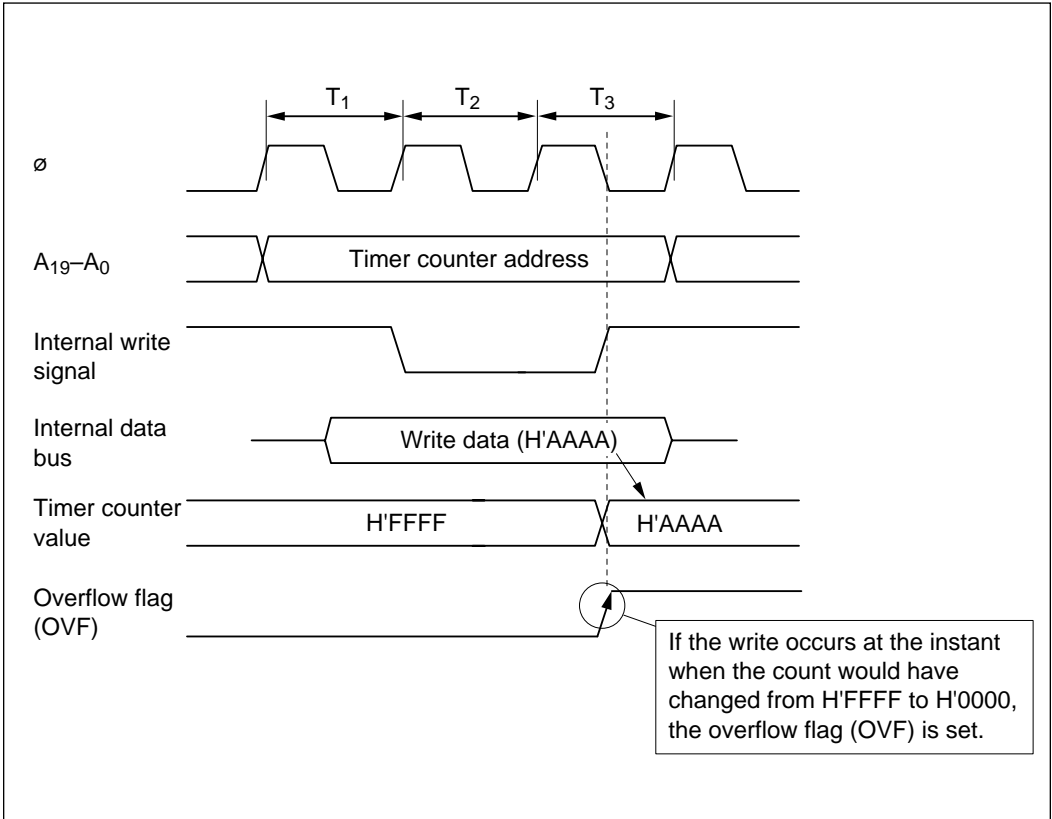 T1 T2 T3
ø
A19–A0
Timer counter address
Internal write
signal
Internal data
bus
Write data (H'AAAA)
Timer counter
value
H'FFFF
H'AAAA
Overflow flag
(OVF)
If the write occurs at the instant
when the count would have
changed from H'FFFF to H'0000,
the overflow flag (OVF) is set.